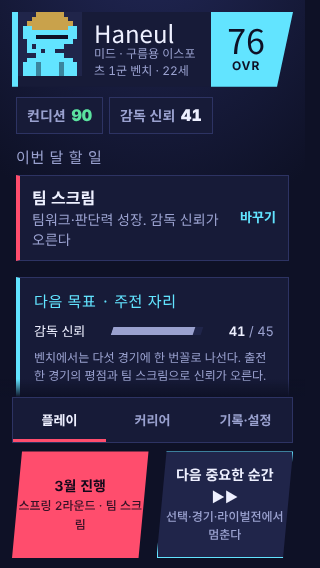 Haneul
미드 · 구름용 이스포
츠 1군 벤치 · 22세
76
OVR
컨디션 90
감독 신뢰 41
이번 달 할 일
팀 스크림
팀워크·판단력 성장. 감독 신뢰가
오른다
바꾸기
다음 목표 · 주전 자리
감독 신뢰
41 / 45
벤치에서는 다섯 경기에 한 번꼴로 나선다. 출전
한 경기의 평점과 팀 스크림으로 신뢰가 오른다.
플레이
커리어
기록·설정
3월 진행
스프링 2라운드 · 팀 스크
림
다음 중요한 순간
▶▶
선택·경기·라이벌전에서
멈춘다